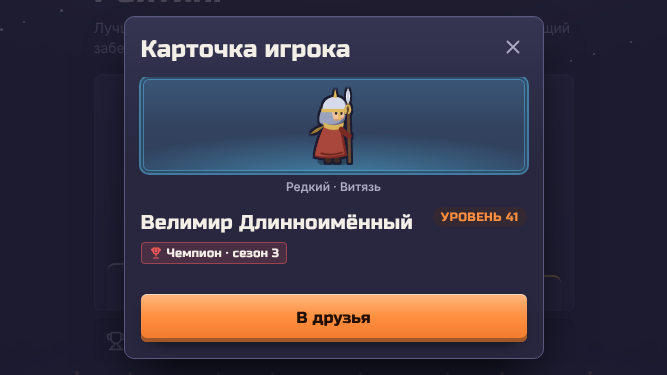 Карточка игрока
Редкий · Витязь
Велимир Длинноимённый
УРОВЕНЬ 41
Чемпион · сезон 3
В друзья